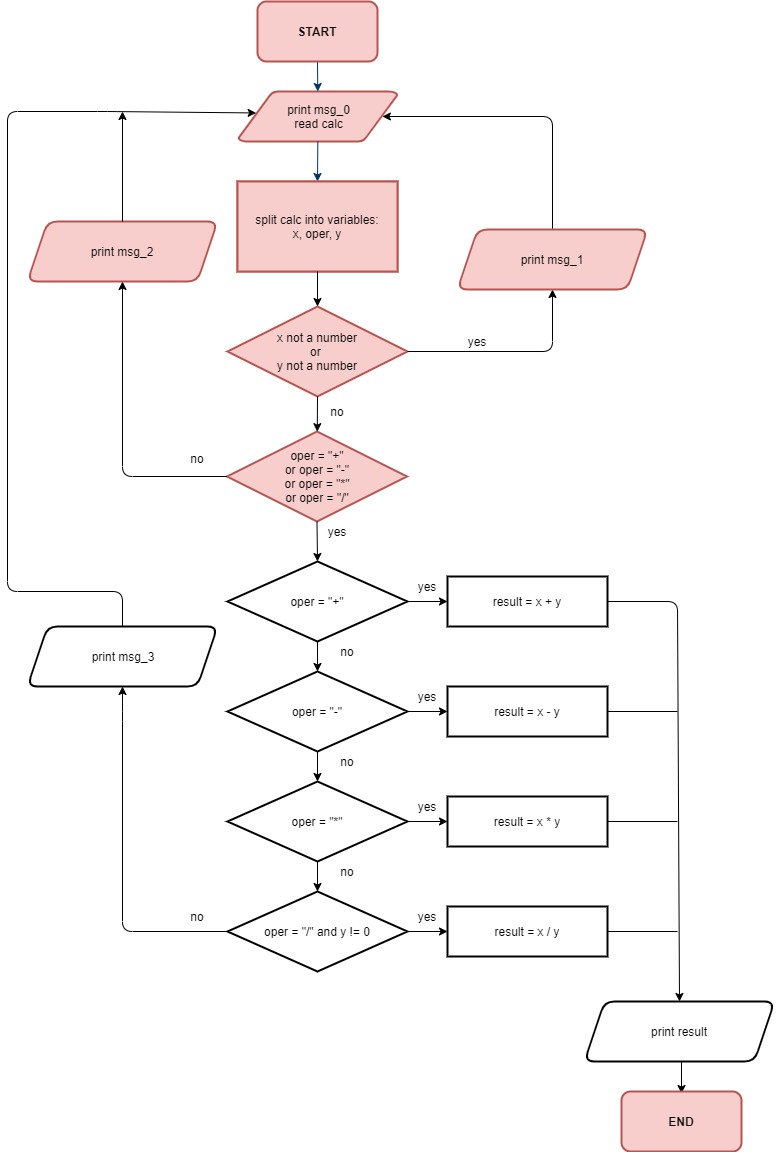 START
print msg_0
read calc
split calc into variables:
x, oper, y
print msg_2
print msg_1
x not a number
or
y not a number
yes
no
oper = "+"
or oper = "-"
or oper = "*"
or oper = "/"
no
yes
oper = "+"
yes
result = x + y
no
print msg_3
oper = "-"
yes
result = x - y
no
oper = "*"
yes
result = x * y
no
oper = "/" and y != 0
no
yes
result = x / y
print result
END